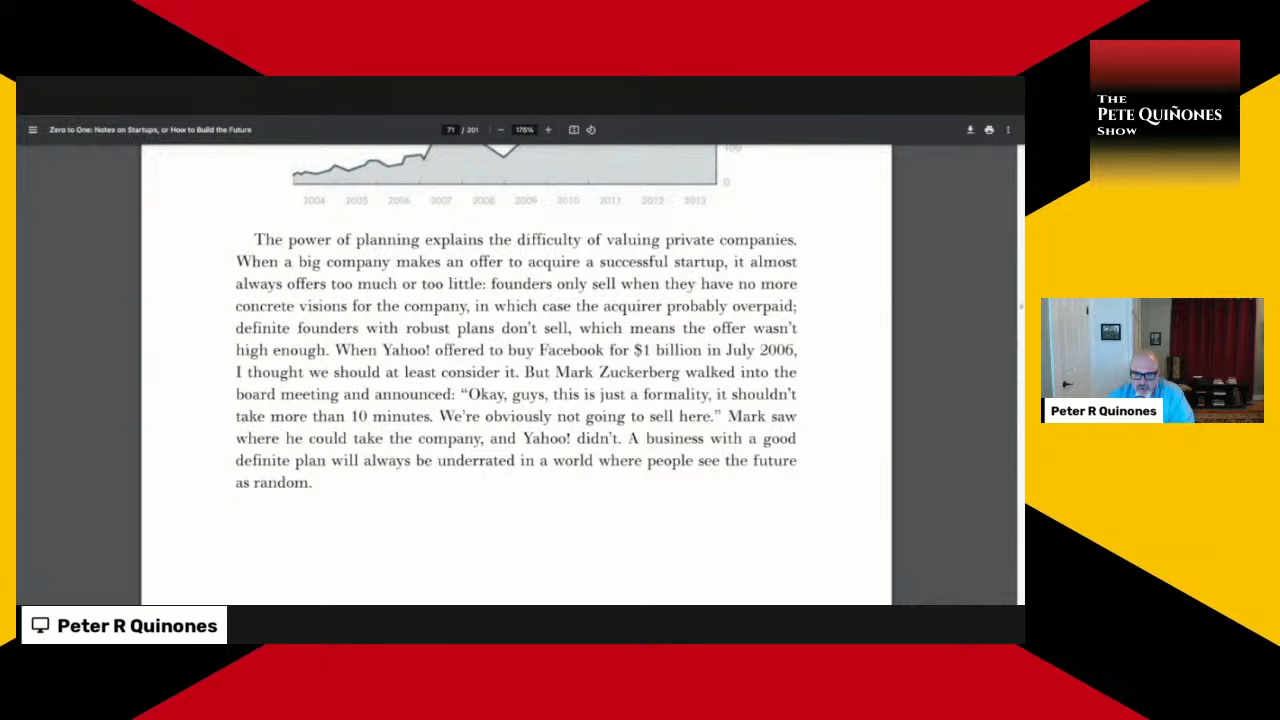 THE
PETE QUIÑONES
SHOW
Zero to One: Notes on Startups, or How to Build the Future
71 / 201
175%
100
0
2004 2005 2006 2007 2008 2009 2010 2011 2012 2013
The power of planning explains the difficulty of valuing private companies.
When a big company makes an offer to acquire a successful startup, it almost
always offers too much or too little: founders only sell when they have no more
concrete visions for the company, in which case the acquirer probably overpaid;
definite founders with robust plans don't sell, which means the offer wasn't
high enough. When Yahoo! offered to buy Facebook for $1 billion in July 2006,
I thought we should at least consider it. But Mark Zuckerberg walked into the
board meeting and announced: “Okay, guys, this is just a formality, it shouldn't
take more than 10 minutes. We're obviously not going to sell here.” Mark saw
where he could take the company, and Yahoo! didn't. A business with a good
definite plan will always be underrated in a world where people see the future
as random.
Peter R Quinones
Peter R Quinones